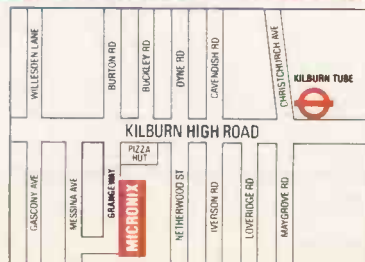 WILLESDEN LANE
BURTON RD
BUCKLEY RD
DYNE RD
CAVENDISH RD
CHRISTCHURCH AVE
KILBURN TUBE
KILBURN HIGH ROAD
GASCONY AVE
MESSINA AVE
GRANGEWAY
PIZZA
HUT
MICRONIX
NETHERWOOD ST
IVERSON RD
LOVERIDGE RD
MAYGROVE RD